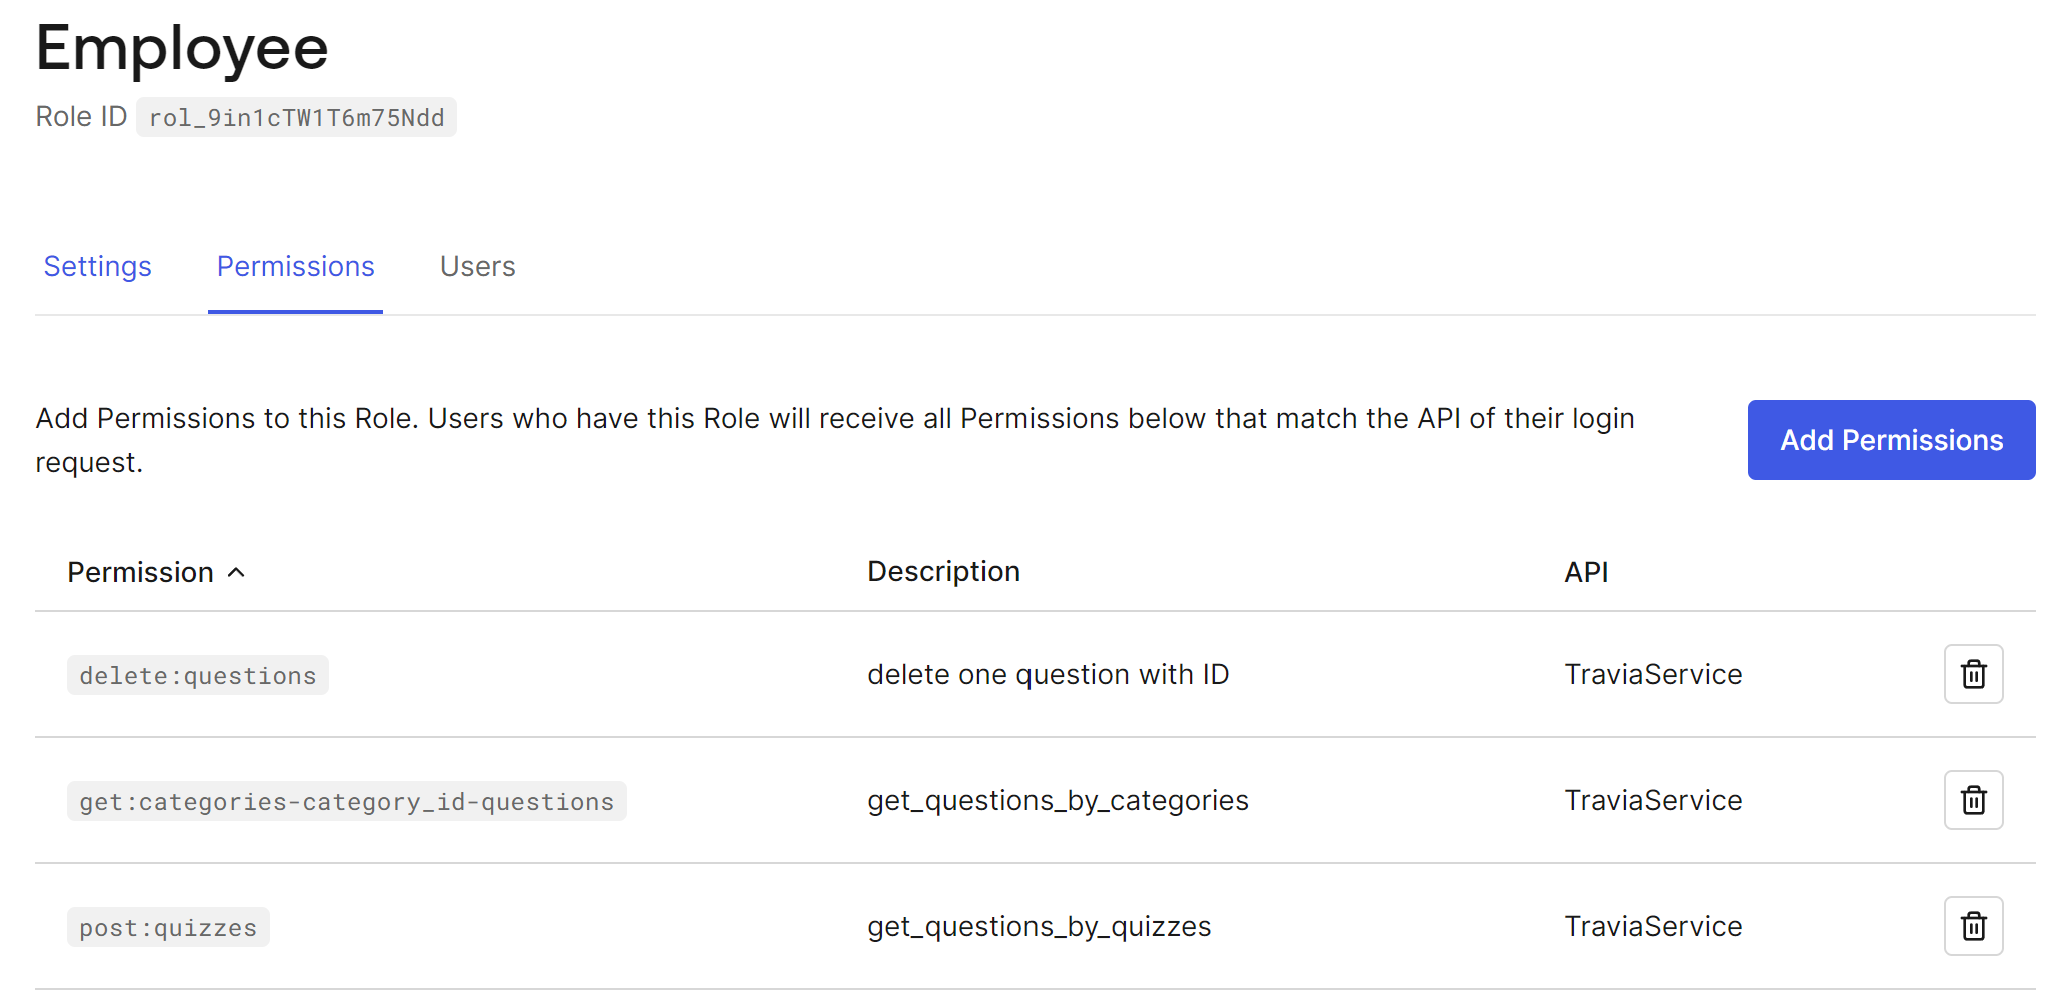 Employee
Role ID rol_9in1cTW1T6m75Ndd
Settings Permissions Users
Add Permissions to this Role. Users who have this Role will receive all Permissions below that match the API of their login
request.
Add Permissions
Permission Description API
delete:questions delete one question with ID TraviaService
get:categories-category_id-questions get_questions_by_categories TraviaService
post:quizzes get_questions_by_quizzes TraviaService